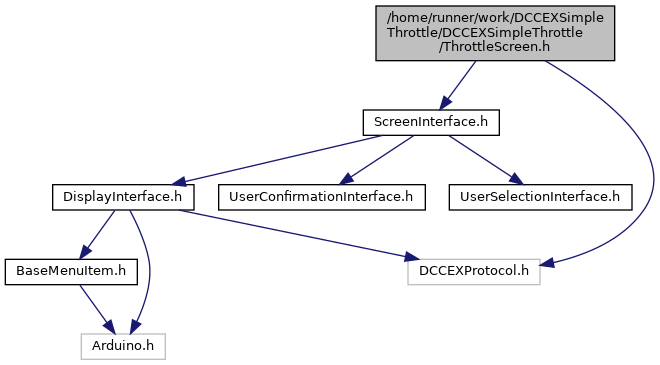 /home/runner/work/DCCEXSimple
Throttle/DCCEXSimpleThrottle
/ThrottleScreen.h
ScreenInterface.h
DisplayInterface.h
UserConfirmationInterface.h
UserSelectionInterface.h
BaseMenuItem.h
DCCEXProtocol.h
Arduino.h